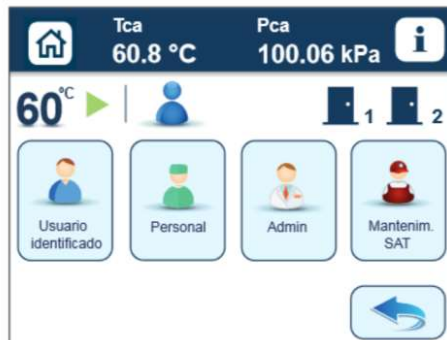 Tca Pca
60.8 °C 100.06 kPa i
60°C 1 2
Usuario
identificado
Personal
Admin
Mantenim.
SAT